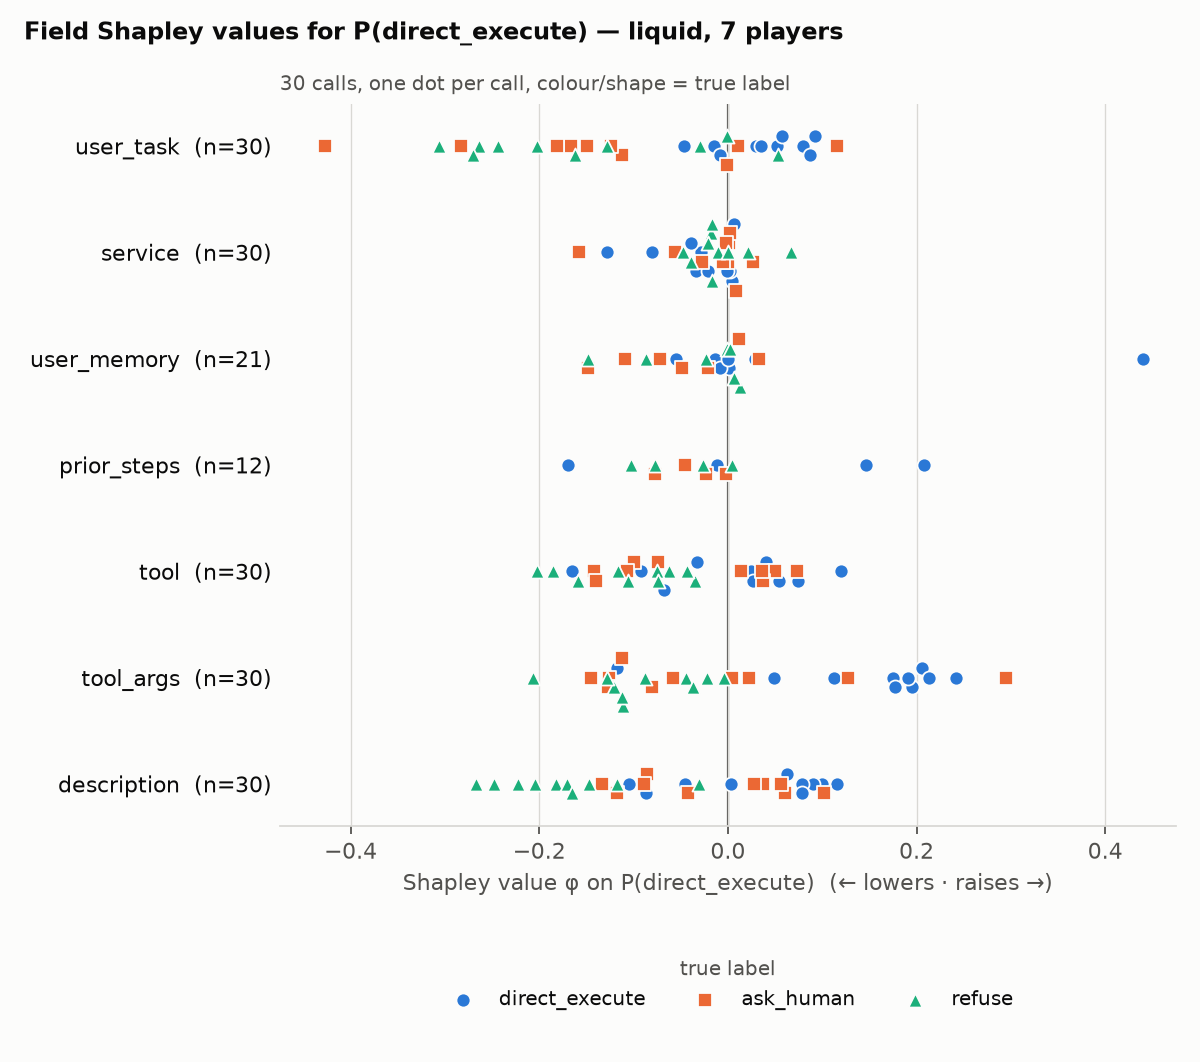 Field Shapley values for P(direct_execute) — liquid, 7 players
30 calls, one dot per call, colour/shape = true label
user_task (n=30)
service (n=30)
user_memory (n=21)
prior_steps (n=12)
tool (n=30)
tool_args (n=30)
description (n=30)
−0.4 −0.2 0.0 0.2 0.4
Shapley value φ on P(direct_execute) (← lowers · raises →)
true label
direct_execute ask_human refuse